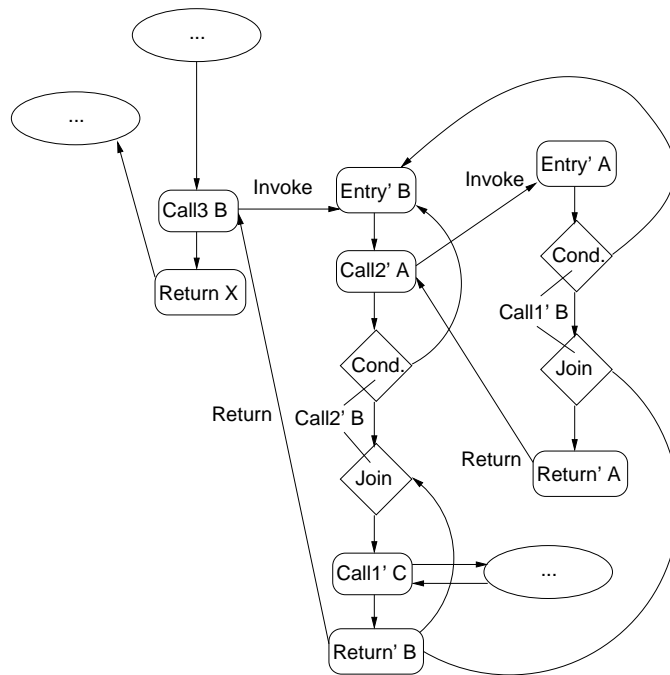 ...
...
Entry' A
Invoke
Invoke
Entry' B
Call3 B
Cond.
Call2' A
Return X
Call1' B
Cond.
Join
Return
Call2' B
Return
Join
Return' A
Call1' C
...
Return' B